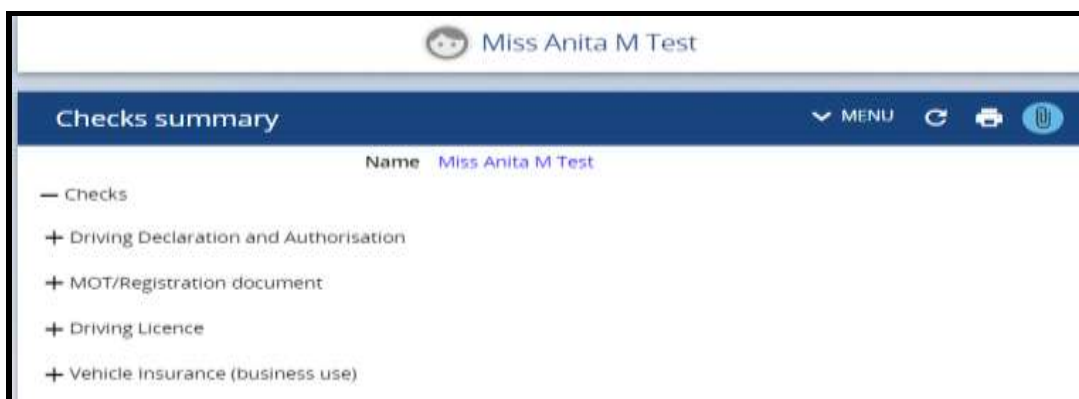 Miss Anita M Test
Checks summary MENU
Name Miss Anita M Test
Checks
Driving Declaration and Authorisation
MOT/Registration document
Driving Licence
Vehicle Insurance (business use)